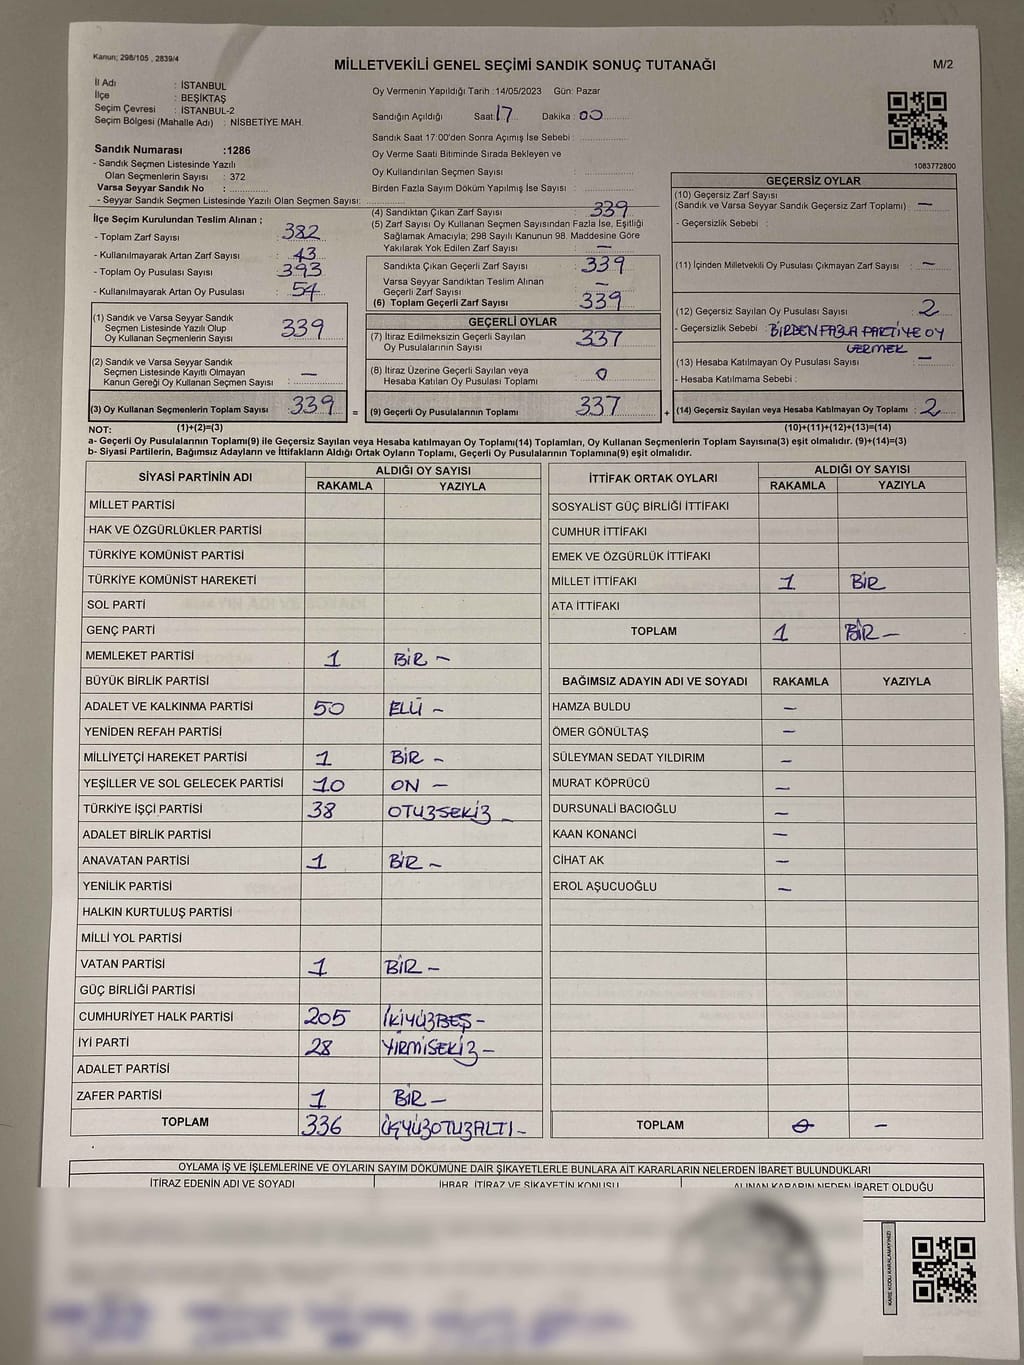 Kanun; 298/105 , 2839/4
MİLLETVEKİLİ GENEL SEÇİMİ SANDIK SONUÇ TUTANAĞI
M/2
İl Adı : İSTANBUL
İlçe : BEŞİKTAŞ
Seçim Çevresi : İSTANBUL-2
Seçim Bölgesi (Mahalle Adı) : NİSBETİYE MAH.
Sandık Numarası :1286
- Sandık Seçmen Listesinde Yazılı
Olan Seçmenlerin Sayısı : 372
Varsa Seyyar Sandık No : ..............
- Seyyar Sandık Seçmen Listesinde Yazılı Olan Seçmen Sayısı: ..............
Oy Vermenin Yapıldığı Tarih :14/05/2023 Gün: Pazar
Sandığın Açıldığı Saat: 17 Dakika : 00
Sandık Saat 17:00'den Sonra Açılmış İse Sebebi : ..............
Oy Verme Saati Bitiminde Sırada Bekleyen ve
Oy Kullandırılan Seçmen Sayısı : ..............
Birden Fazla Sayım Döküm Yapılmış İse Sayısı : ..............
1083772800
İlçe Seçim Kurulundan Teslim Alınan ;
- Toplam Zarf Sayısı : 382
- Kullanılmayarak Artan Zarf Sayısı : 43
- Toplam Oy Pusulası Sayısı : 393
- Kullanılmayarak Artan Oy Pusulası : 54
(1) Sandık ve Varsa Seyyar Sandık
Seçmen Listesinde Yazılı Olup
Oy Kullanan Seçmenlerin Sayısı : 339
(2) Sandık ve Varsa Seyyar Sandık
Seçmen Listesinde Kayıtlı Olmayan
Kanun Gereği Oy Kullanan Seçmen Sayısı : —
(3) Oy Kullanan Seçmenlerin Toplam Sayısı : 339 =
(4) Sandıktan Çıkan Zarf Sayısı : 339
(5) Zarf Sayısı Oy Kullanan Seçmen Sayısından Fazla İse, Eşitliği
Sağlamak Amacıyla; 298 Sayılı Kanunun 98. Maddesine Göre
Yakılarak Yok Edilen Zarf Sayısı : —
Sandıkta Çıkan Geçerli Zarf Sayısı : 339
Varsa Seyyar Sandıktan Teslim Alınan
Geçerli Zarf Sayısı : —
(6) Toplam Geçerli Zarf Sayısı : 339
GEÇERLİ OYLAR
(7) İtiraz Edilmeksizin Geçerli Sayılan
Oy Pusulalarının Sayısı : 337
(8) İtiraz Üzerine Geçerli Sayılan veya
Hesaba Katılan Oy Pusulası Toplamı : 0
(9) Geçerli Oy Pusulalarının Toplamı : 337 +
GEÇERSİZ OYLAR
(10) Geçersiz Zarf Sayısı
(Sandık ve Varsa Seyyar Sandık Geçersiz Zarf Toplamı) : —
- Geçersizlik Sebebi :
(11) İçinden Milletvekili Oy Pusulası Çıkmayan Zarf Sayısı : —
(12) Geçersiz Sayılan Oy Pusulası Sayısı : 2
- Geçersizlik Sebebi : BİRDEN FAZLA PARTİYE OY
VERMEK
(13) Hesaba Katılmayan Oy Pusulası Sayısı : —
- Hesaba Katılmama Sebebi :
(14) Geçersiz Sayılan veya Hesaba Katılmayan Oy Toplamı : 2
NOT: (1)+(2)=(3)
(10)+(11)+(12)+(13)=(14)
a- Geçerli Oy Pusulalarının Toplamı(9) ile Geçersiz Sayılan veya Hesaba katılmayan Oy Toplamı(14) Toplamları, Oy Kullanan Seçmenlerin Toplam Sayısına(3) eşit olmalıdır. (9)+(14)=(3)
b- Siyasi Partilerin, Bağımsız Adayların ve İttifakların Aldığı Ortak Oyların Toplamı, Geçerli Oy Pusulalarının Toplamına(9) eşit olmalıdır.
SİYASİ PARTİNİN ADI ALDIĞI OY SAYISI
RAKAMLA YAZIYLA
MİLLET PARTİSİ
HAK VE ÖZGÜRLÜKLER PARTİSİ
TÜRKİYE KOMÜNİST PARTİSİ
TÜRKİYE KOMÜNİST HAREKETİ
SOL PARTİ
GENÇ PARTİ
MEMLEKET PARTİSİ 1 BİR —
BÜYÜK BİRLİK PARTİSİ
ADALET VE KALKINMA PARTİSİ 50 ELLİ —
YENİDEN REFAH PARTİSİ
MİLLİYETÇİ HAREKET PARTİSİ 1 BİR —
YEŞİLLER VE SOL GELECEK PARTİSİ 10 ON —
TÜRKİYE İŞÇİ PARTİSİ 38 OTUZSEKİZ —
ADALET BİRLİK PARTİSİ
ANAVATAN PARTİSİ 1 BİR —
YENİLİK PARTİSİ
HALKIN KURTULUŞ PARTİSİ
MİLLİ YOL PARTİSİ
VATAN PARTİSİ 1 BİR —
GÜÇ BİRLİĞİ PARTİSİ
CUMHURİYET HALK PARTİSİ 205 İKİYÜZBEŞ —
İYİ PARTİ 28 YİRMİSEKİZ —
ADALET PARTİSİ
ZAFER PARTİSİ 1 BİR —
TOPLAM 336 ÜÇYÜZOTUZALTI —
İTTİFAK ORTAK OYLARI ALDIĞI OY SAYISI
RAKAMLA YAZIYLA
SOSYALİST GÜÇ BİRLİĞİ İTTİFAKI
CUMHUR İTTİFAKI
EMEK VE ÖZGÜRLÜK İTTİFAKI
MİLLET İTTİFAKI 1 BİR
ATA İTTİFAKI
TOPLAM 1 BİR —
BAĞIMSIZ ADAYIN ADI VE SOYADI RAKAMLA YAZIYLA
HAMZA BULDU —
ÖMER GÖNÜLTAŞ —
SÜLEYMAN SEDAT YILDIRIM —
MURAT KÖPRÜCÜ —
DURSUNALİ BACIOĞLU —
KAAN KONANCİ —
CİHAT AK —
EROL AŞUCUOĞLU —
TOPLAM 0 —
OYLAMA İŞ VE İŞLEMLERİNE VE OYLARIN SAYIM DÖKÜMÜNE DAİR ŞİKAYETLERLE BUNLARA AİT KARARLARIN NELERDEN İBARET BULUNDUKLARI
İTİRAZ EDENİN ADI VE SOYADI İHBAR, İTİRAZ VE ŞİKAYETİN KONUSU ALINAN KARARIN NEDEN İBARET OLDUĞU
KARE KODU KARALAMAYINIZ!